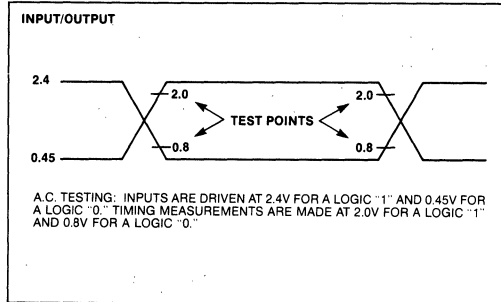 INPUT/OUTPUT
2.4
2.0
2.0
TEST POINTS
0.8
0.8
0.45
A.C. TESTING: INPUTS ARE DRIVEN AT 2.4V FOR A LOGIC "1" AND 0.45V FOR
A LOGIC "0." TIMING MEASUREMENTS ARE MADE AT 2.0V FOR A LOGIC "1"
AND 0.8V FOR A LOGIC "0."